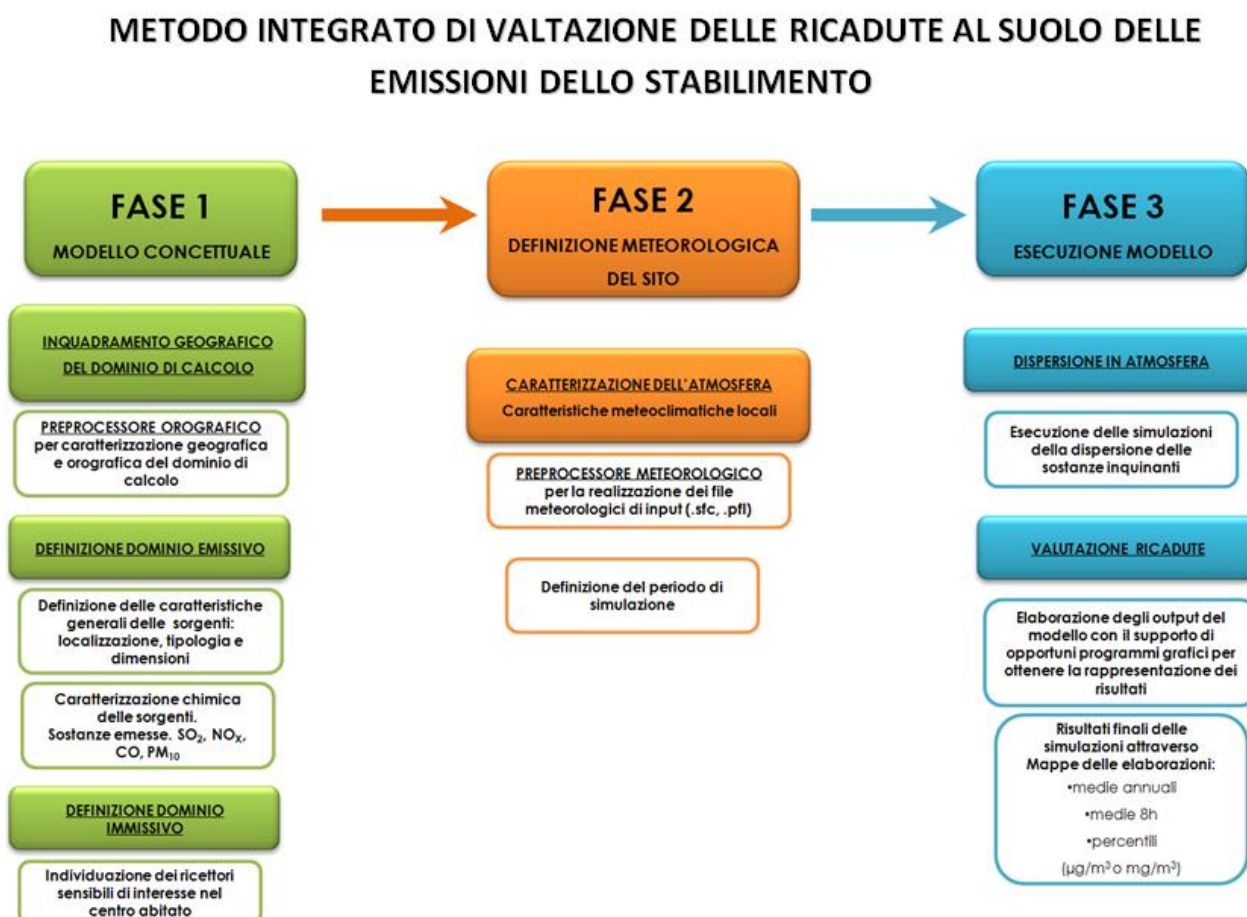 METODO INTEGRATO DI VALTAZIONE DELLE RICADUTE AL SUOLO DELLE
EMISSIONI DELLO STABILIMENTO
FASE 1
MODELLO CONCETTUALE
INQUADRAMENTO GEOGRAFICO
DEL DOMINIO DI CALCOLO
PREPROCESSORE OROGRAFICO
per caratterizzazione geografica
e orografica del dominio di
calcolo
DEFINIZIONE DOMINIO EMISSIVO
Definizione delle caratteristiche
generali delle sorgenti:
localizzazione, tipologia e
dimensioni
Caratterizzazione chimica
delle sorgenti.
Sostanze emesse. SO₂, NOₓ,
CO, PM₁₀
DEFINIZIONE DOMINIO
IMMISSIVO
Individuazione dei ricettori
sensibili di interesse nel
centro abitato
FASE 2
DEFINIZIONE METEOROLOGICA
DEL SITO
CARATTERIZZAZIONE DELL'ATMOSFERA
Caratteristiche meteoclimatiche locali
PREPROCESSORE METEOROLOGICO
per la realizzazione dei file
meteorologici di input (.sfc, .pfl)
Definizione del periodo di
simulazione
FASE 3
ESECUZIONE MODELLO
DISPERSIONE IN ATMOSFERA
Esecuzione delle simulazioni
della dispersione delle
sostanze inquinanti
VALUTAZIONE RICADUTE
Elaborazione degli output del
modello con il supporto di
opportuni programmi grafici per
ottenere la rappresentazione dei
risultati
Risultati finali delle
simulazioni attraverso
Mappe delle elaborazioni:
•medie annuali
•medie 8h
•percentili
(µg/m³ o mg/m³)